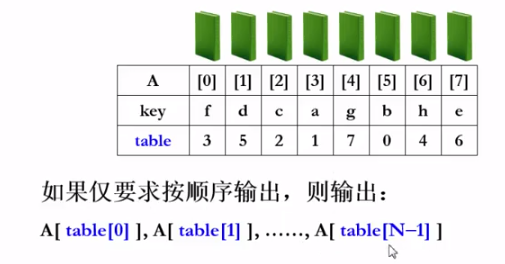 A [0] [1] [2] [3] [4] [5] [6] [7]
key f d c a g b h e
table 3 5 2 1 7 0 4 6
如果仅要求按顺序输出，则输出：
A[ table[0] ], A[ table[1] ], ……, A[ table[N–1] ]